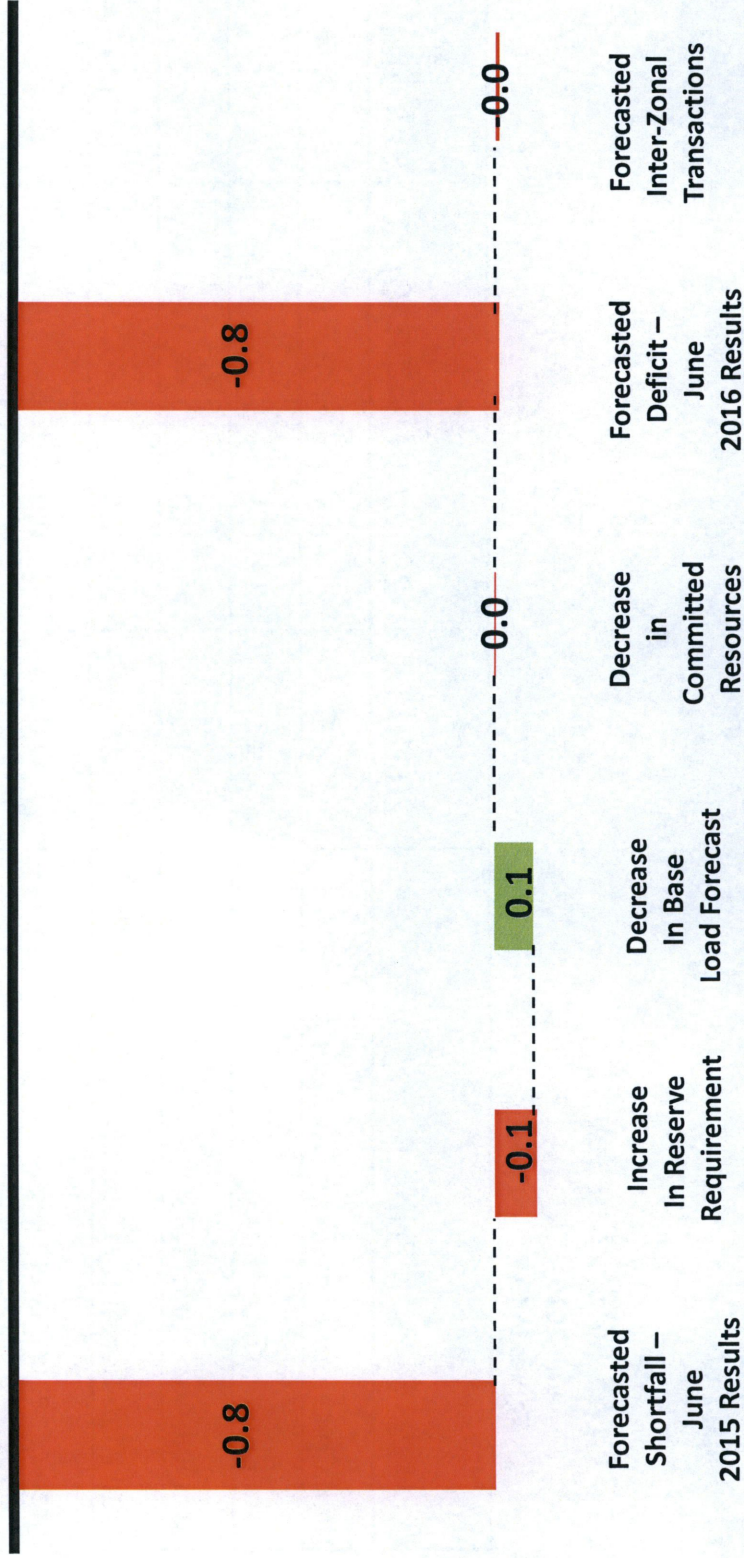 -0.8
-0.1
0.1
0.0
-0.8
-0.0
Forecasted
Shortfall –
June
2015 Results
Increase
In Reserve
Requirement
Decrease
In Base
Load Forecast
Decrease
in
Committed
Resources
Forecasted
Deficit –
June
2016 Results
Forecasted
Inter-Zonal
Transactions